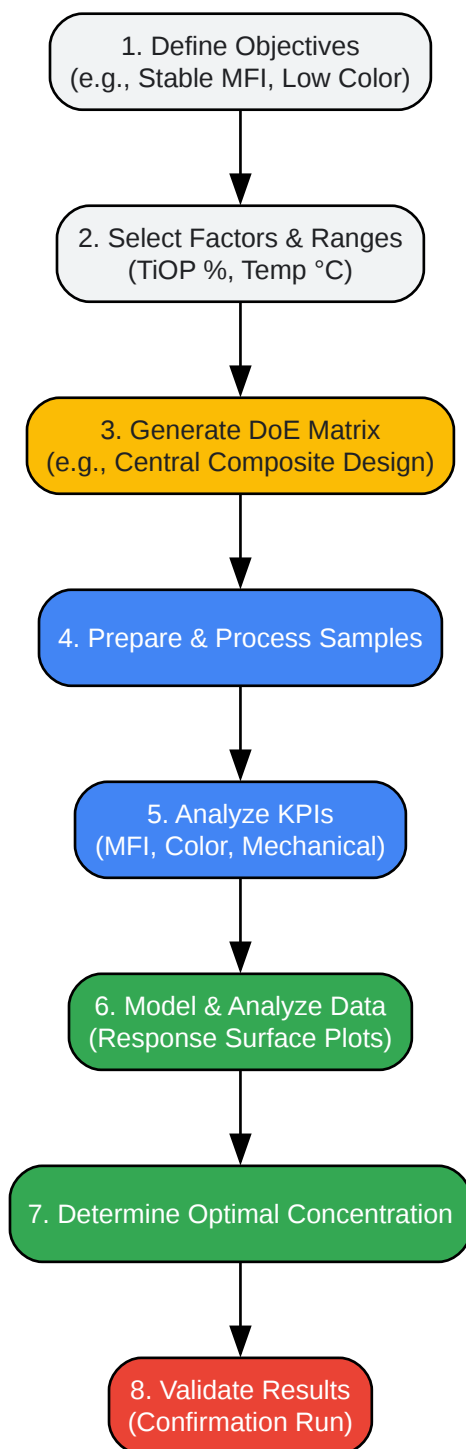 1. Define Objectives
(e.g., Stable MFI, Low Color)
2. Select Factors & Ranges
(TiOP %, Temp °C)
3. Generate DoE Matrix
(e.g., Central Composite Design)
4. Prepare & Process Samples
5. Analyze KPIs
(MFI, Color, Mechanical)
6. Model & Analyze Data
(Response Surface Plots)
7. Determine Optimal Concentration
8. Validate Results
(Confirmation Run)